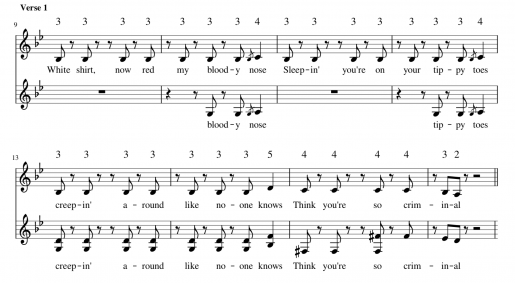 Verse 1
9 3 3 3 3 3 3 3 4 3 3 3 3 3 3 3 4
White shirt, now red my blood-y nose Sleep-in' you're on your tip-py toes
blood-y nose tip-py toes
13 3 3 3 3 3 3 3 5 4 4 4 4 3 2
creep-in' a-round like no-one knows Think you're so crim-in-al
creep-in' a-round like no-one knows Think you're so crim-in-al